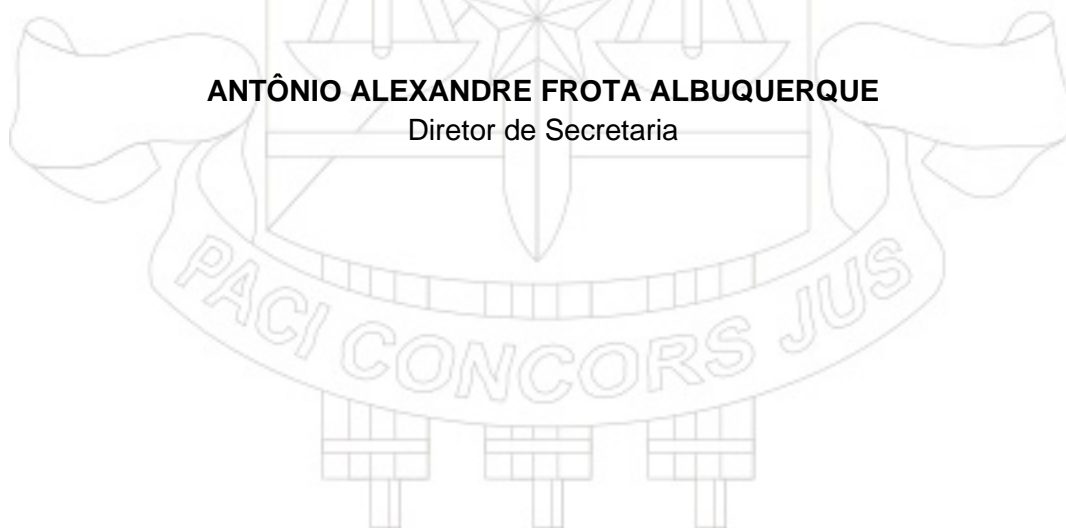 ANTÔNIO ALEXANDRE FROTA ALBUQUERQUE
Diretor de Secretaria
PACI CONCORS JUS